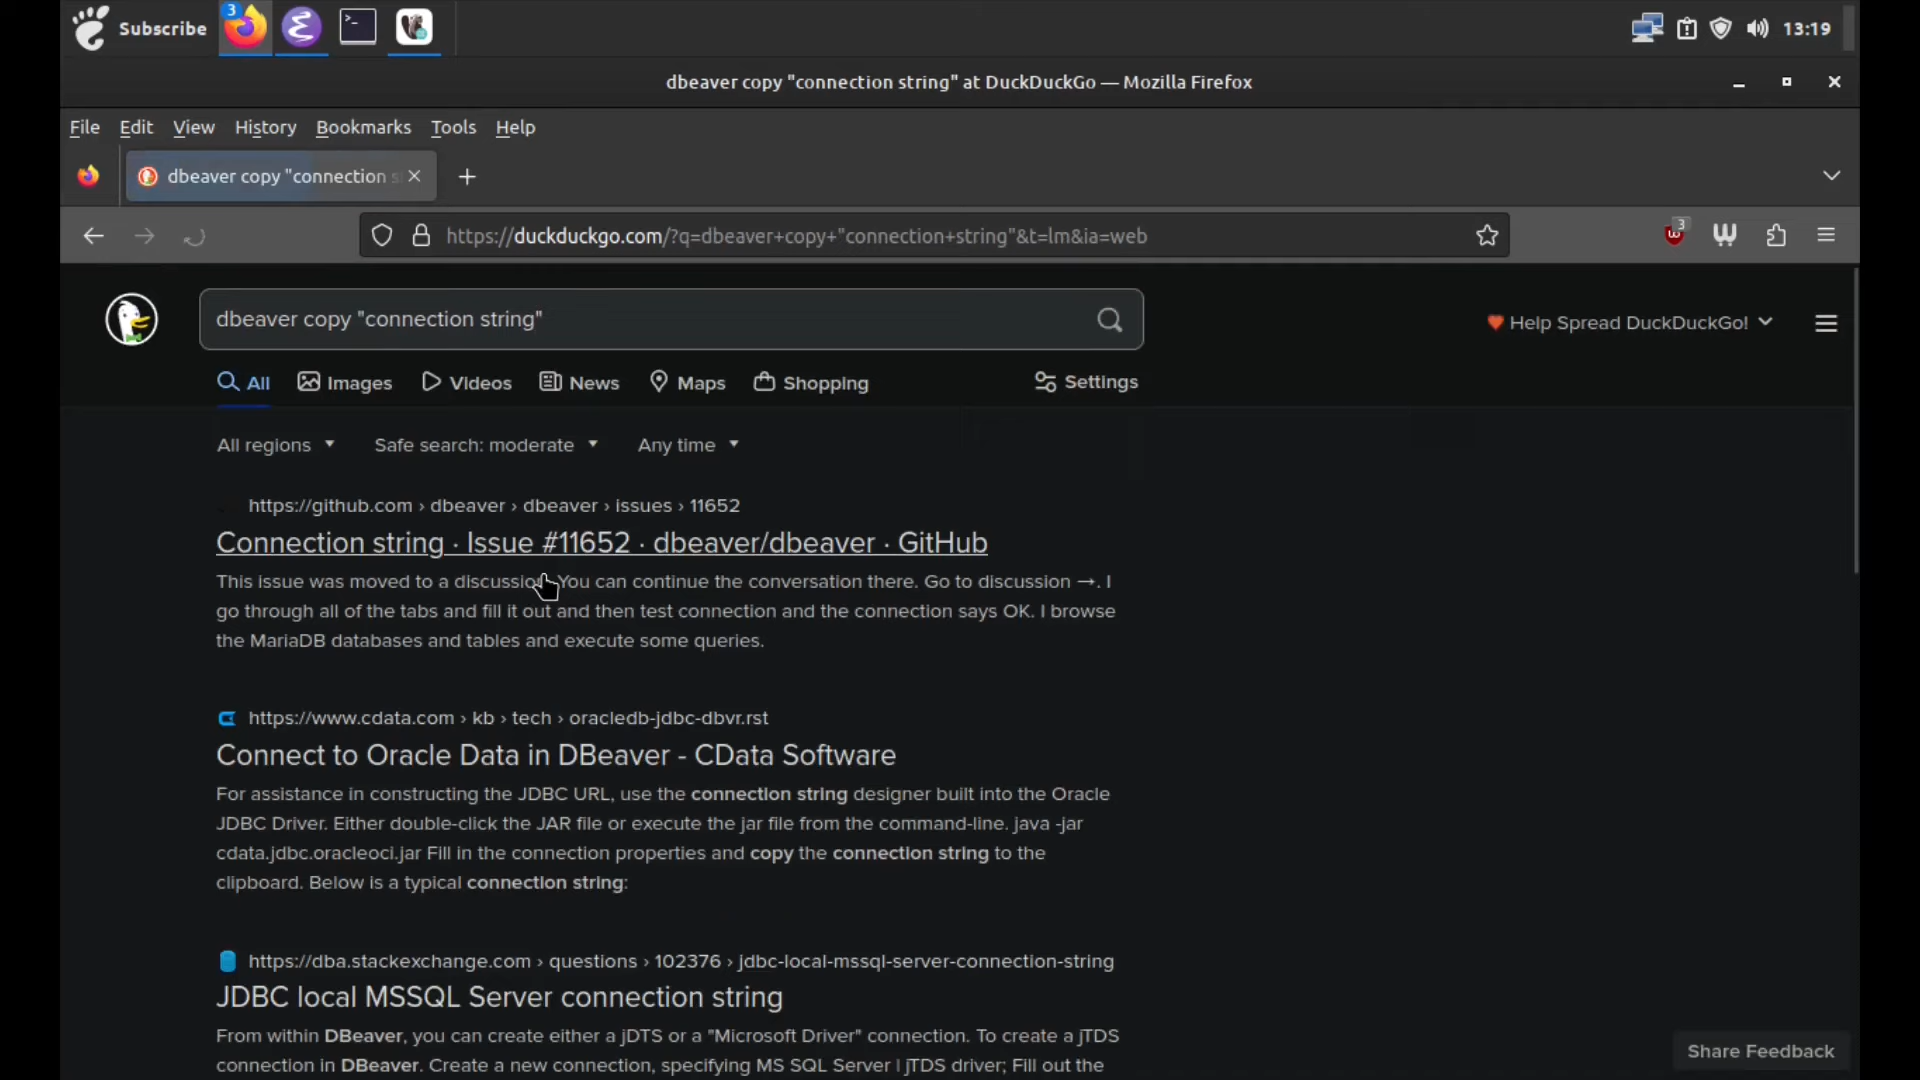 Subscribe
3
13:19
dbeaver copy "connection string" at DuckDuckGo — Mozilla Firefox
File Edit View History Bookmarks Tools Help
dbeaver copy "connection s
https://duckduckgo.com/?q=dbeaver+copy+"connection+string"&t=lm&ia=web
3
dbeaver copy "connection string"
Help Spread DuckDuckGo!
All Images Videos News Maps Shopping Settings
All regions Safe search: moderate Any time
https://github.com › dbeaver › dbeaver › issues › 11652
Connection string · Issue #11652 · dbeaver/dbeaver · GitHub
This issue was moved to a discussion. You can continue the conversation there. Go to discussion →. I
go through all of the tabs and fill it out and then test connection and the connection says OK. I browse
the MariaDB databases and tables and execute some queries.
https://www.cdata.com › kb › tech › oracledb-jdbc-dbvr.rst
Connect to Oracle Data in DBeaver - CData Software
For assistance in constructing the JDBC URL, use the connection string designer built into the Oracle
JDBC Driver. Either double-click the JAR file or execute the jar file from the command-line. java -jar
cdata.jdbc.oracleoci.jar Fill in the connection properties and copy the connection string to the
clipboard. Below is a typical connection string:
https://dba.stackexchange.com › questions › 102376 › jdbc-local-mssql-server-connection-string
JDBC local MSSQL Server connection string
From within DBeaver, you can create either a jDTS or a "Microsoft Driver" connection. To create a jTDS
connection in DBeaver. Create a new connection, specifying MS SQL Server | jTDS driver; Fill out the
Share Feedback